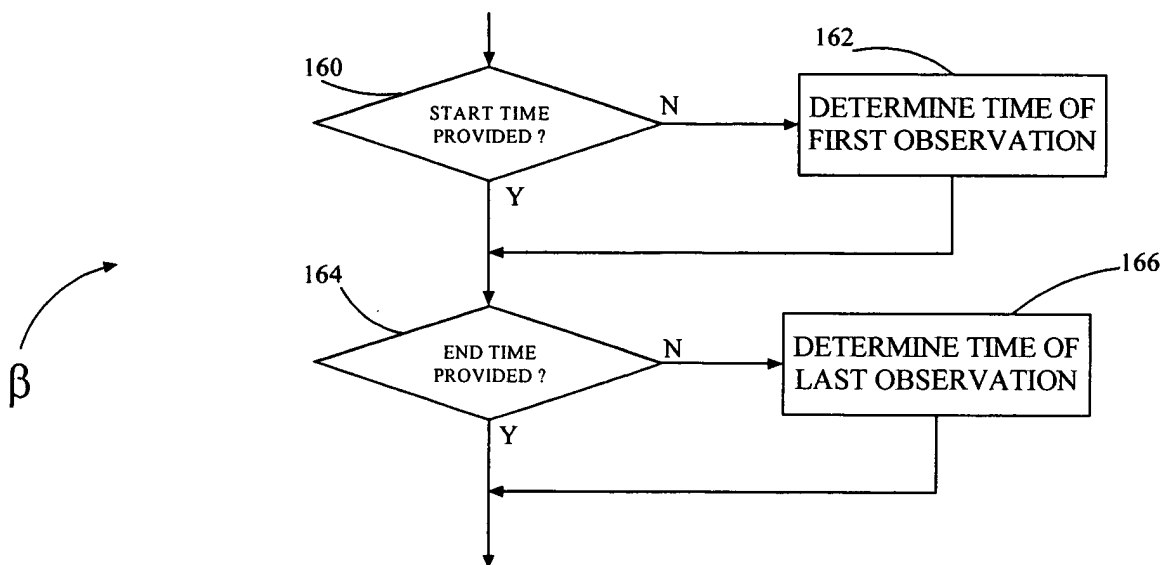 160
START TIME
PROVIDED ?
N
162
DETERMINE TIME OF
FIRST OBSERVATION
Y
164
END TIME
PROVIDED ?
N
166
DETERMINE TIME OF
LAST OBSERVATION
Y
β